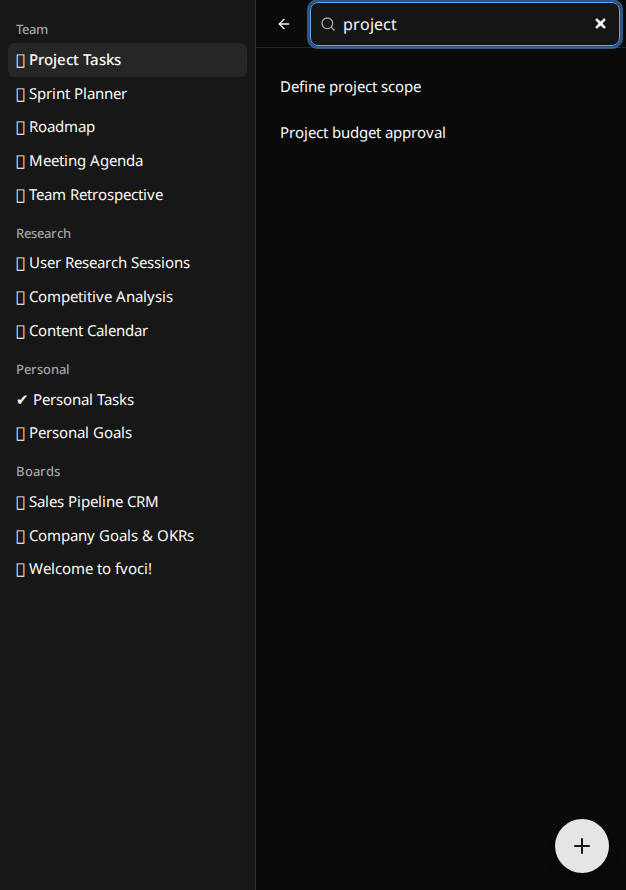 Team
Project Tasks
Sprint Planner
Roadmap
Meeting Agenda
Team Retrospective
Research
User Research Sessions
Competitive Analysis
Content Calendar
Personal
✔ Personal Tasks
Personal Goals
Boards
Sales Pipeline CRM
Company Goals & OKRs
Welcome to fvoci!
project
Define project scope
Project budget approval